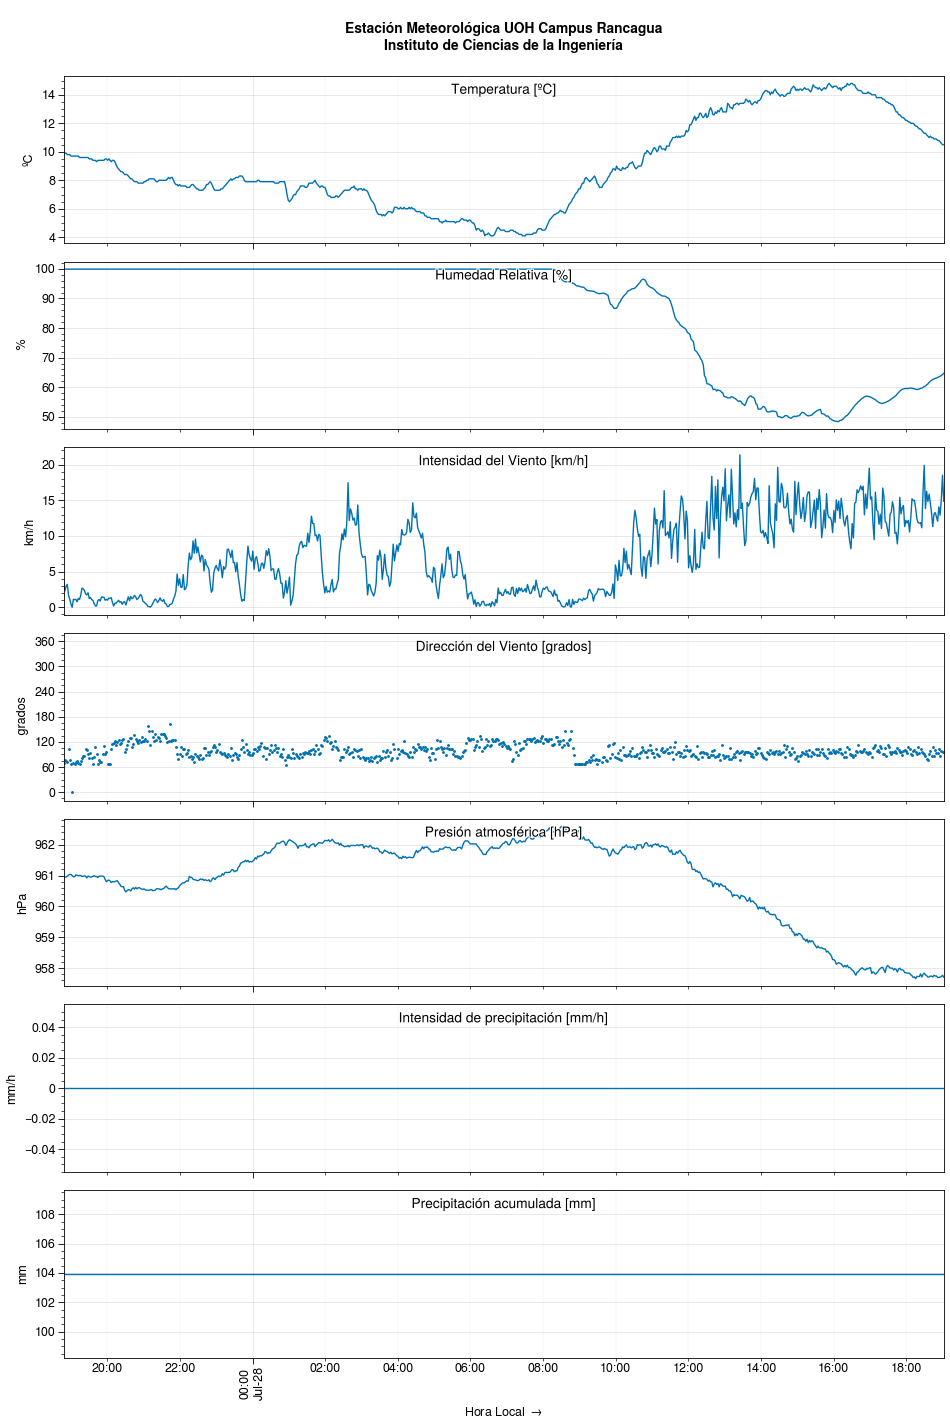 Estación Meteorológica UOH Campus Rancagua
Instituto de Ciencias de la Ingeniería
Temperatura [ºC]
ºC
14
12
10
8
6
4
Humedad Relativa [%]
%
100
90
80
70
60
50
Intensidad del Viento [km/h]
km/h
20
15
10
5
0
Dirección del Viento [grados]
grados
360
300
240
180
120
60
0
Presión atmosférica [hPa]
hPa
962
961
960
959
958
Intensidad de precipitación [mm/h]
mm/h
0.04
0.02
0
−0.02
−0.04
Precipitación acumulada [mm]
mm
108
106
104
102
100
20:00 22:00 00:00 02:00 04:00 06:00 08:00 10:00 12:00 14:00 16:00 18:00
Jul-28
Hora Local →